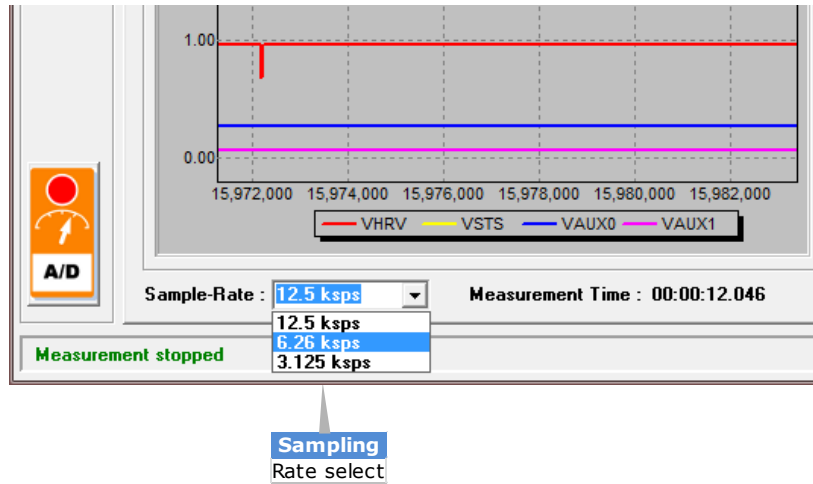 1.00
0.00
15,972,000 15,974,000 15,976,000 15,978,000 15,980,000 15,982,000
VHRV VSTS VAUX0 VAUX1
A/D
Sample-Rate : 12.5 ksps Measurement Time : 00:00:12.046
12.5 ksps
6.26 ksps
3.125 ksps
Measurement stopped
Sampling
Rate select